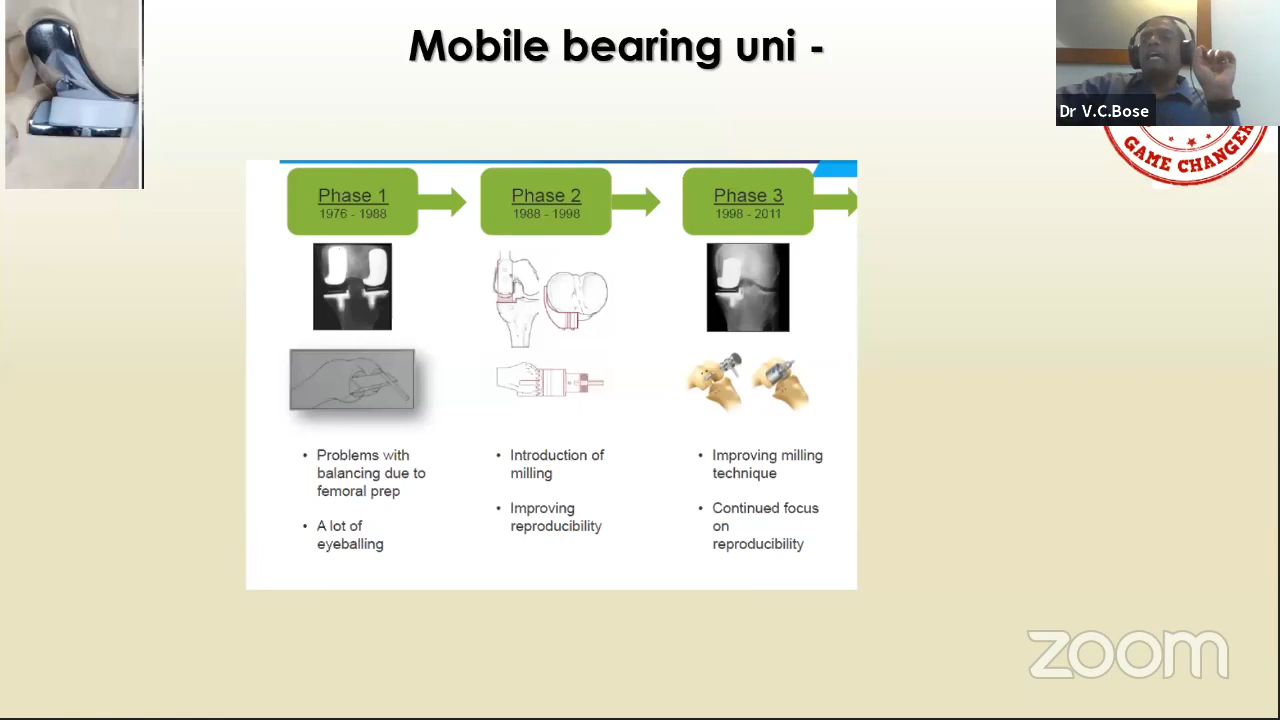 Mobile bearing uni -
Dr V.C.Bose
GAME CHANGER
Phase 1
1976 - 1988
Phase 2
1988 - 1998
Phase 3
1998 - 2011
• Problems with
balancing due to
femoral prep
• A lot of
eyeballing
• Introduction of
milling
• Improving
reproducibility
• Improving milling
technique
• Continued focus
on
reproducibility
zoom